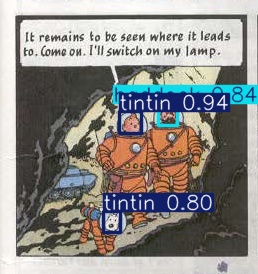 It remains to be seen where it leads
to. Come on. I'll switch on my lamp.
84
tintin 0.94
tintin 0.80